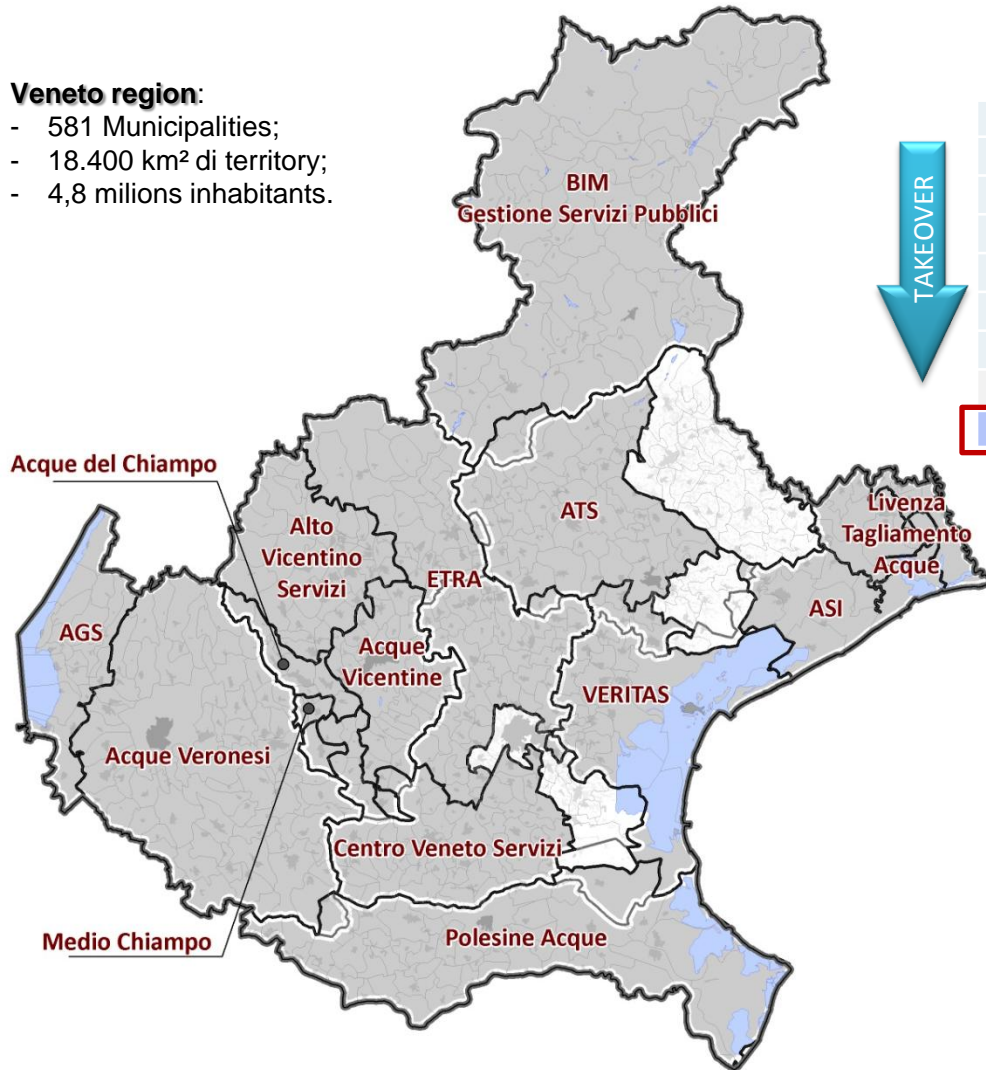 Veneto region:
- 581 Municipalities;
- 18.400 km² di territory;
- 4,8 milions inhabitants.
TAKEOVER
BIM
Gestione Servizi Pubblici
Acque del Chiampo
Alto
Vicentino
Servizi
ETRA
ATS
Livenza
Tagliamento
Acque
ASI
AGS
Acque
Vicentine
VERITAS
Acque Veronesi
Centro Veneto Servizi
Medio Chiampo
Polesine Acque